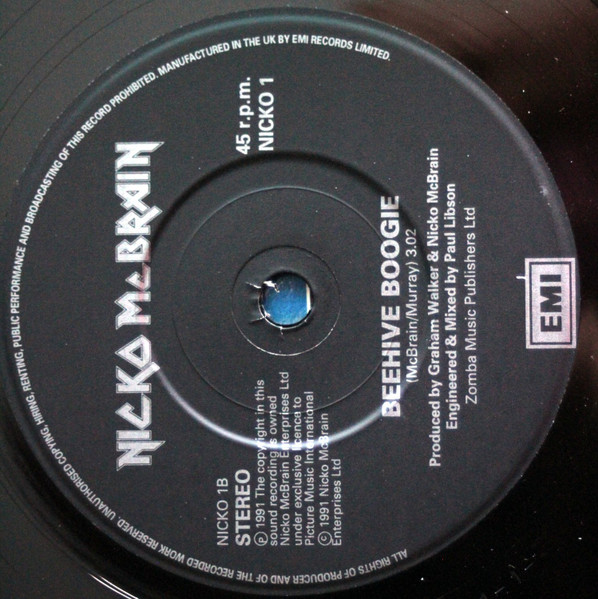 NICKO McBRAIN
45 r.p.m.
NICKO 1
NICKO 1B
STEREO
℗ 1991 The copyright in this
sound recording is owned
Nicko McBrain Enterprises Ltd
under exclusive licence to
Picture Music International
© 1991 Nicko McBrain
Enterprises Ltd
BEEHIVE BOOGIE
(McBrain/Murray) 3.02
Produced by Graham Walker & Nicko McBrain
Engineered & Mixed by Paul Libson
Zomba Music Publishers Ltd
EMI
ALL RIGHTS OF PRODUCER AND OF THE RECORDED WORK RESERVED. UNAUTHORISED COPYING, HIRING, RENTING, PUBLIC PERFORMANCE AND BROADCASTING OF THIS RECORD PROHIBITED. MANUFACTURED IN THE UK BY EMI RECORDS LIMITED.